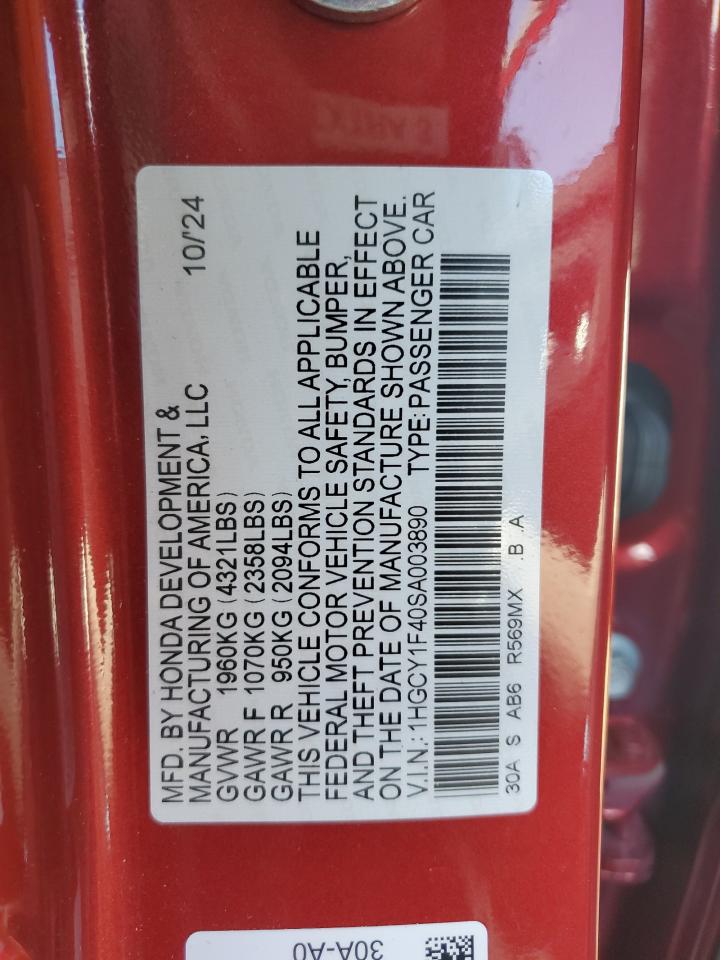 MFD. BY HONDA DEVELOPMENT &
MANUFACTURING OF AMERICA, LLC 10/'24
GVWR 1960KG (4321LBS)
GAWR F 1070KG (2358LBS)
GAWR R 950KG (2094LBS)
THIS VEHICLE CONFORMS TO ALL APPLICABLE
FEDERAL MOTOR VEHICLE SAFETY, BUMPER,
AND THEFT PREVENTION STANDARDS IN EFFECT
ON THE DATE OF MANUFACTURE SHOWN ABOVE.
V.I.N.: 1HGCY1F40SA003890 TYPE: PASSENGER CAR
30A S AB6 R569MX .B .A
30A-A0